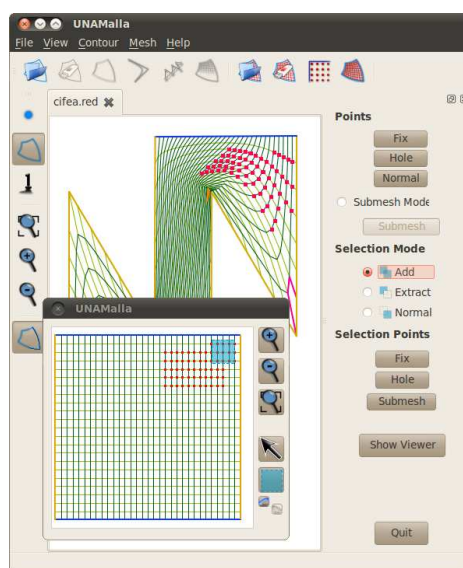 UNAMalla
File View Contour Mesh Help
cifea.red
Points
Fix
Hole
Normal
Submesh Mode
Submesh
Selection Mode
Add
Extract
Normal
Selection Points
Fix
Hole
Submesh
Show Viewer
Quit
UNAMalla